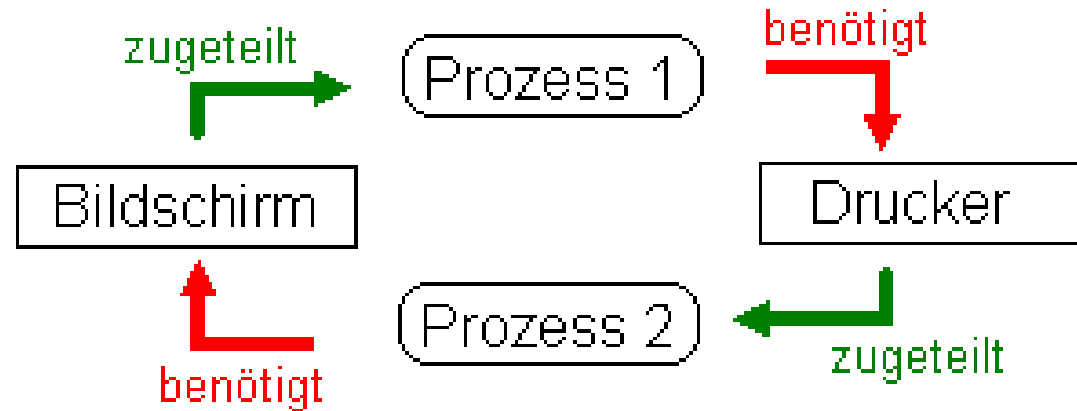 zugeteilt
Prozess 1
benötigt
Bildschirm
Drucker
benötigt
Prozess 2
zugeteilt